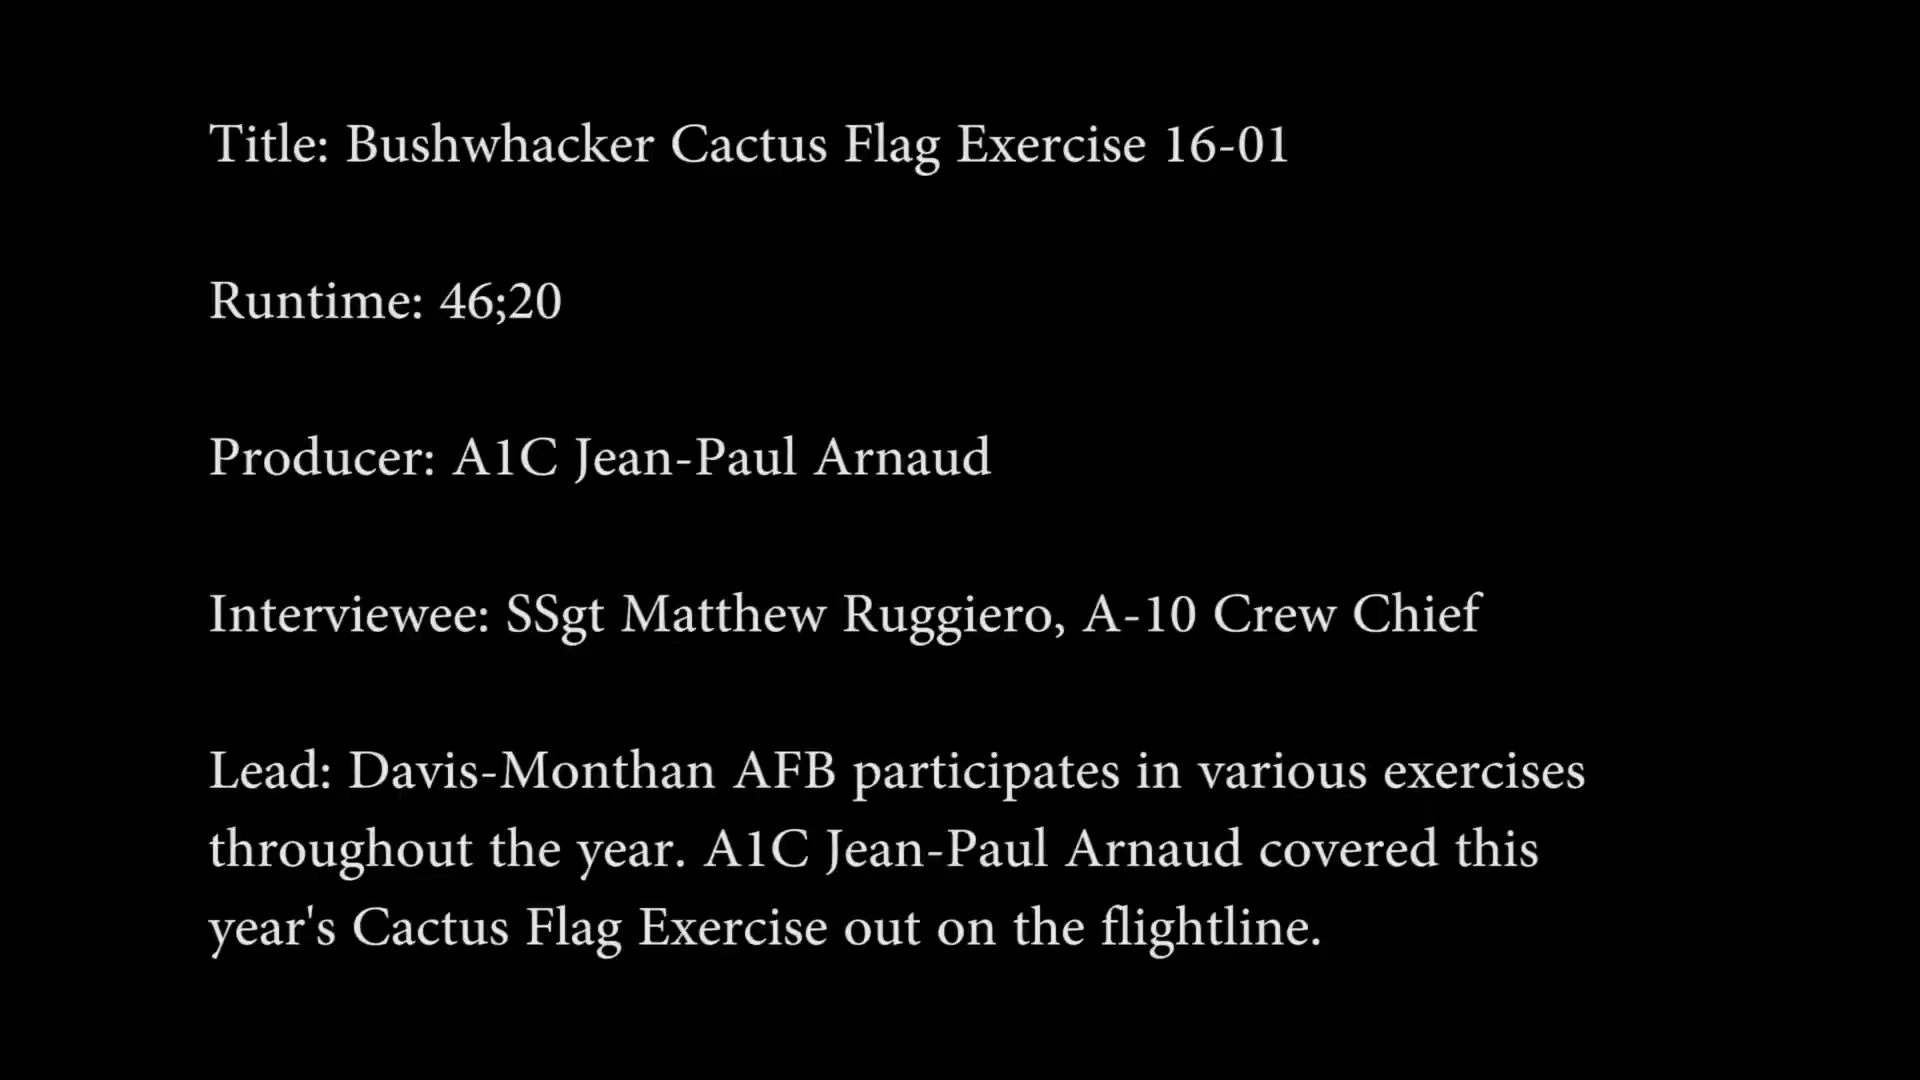 Title: Bushwhacker Cactus Flag Exercise 16-01
Runtime: 46;20
Producer: A1C Jean-Paul Arnaud
Interviewee: SSgt Matthew Ruggiero, A-10 Crew Chief
Lead: Davis-Monthan AFB participates in various exercises
throughout the year. A1C Jean-Paul Arnaud covered this
year's Cactus Flag Exercise out on the flightline.